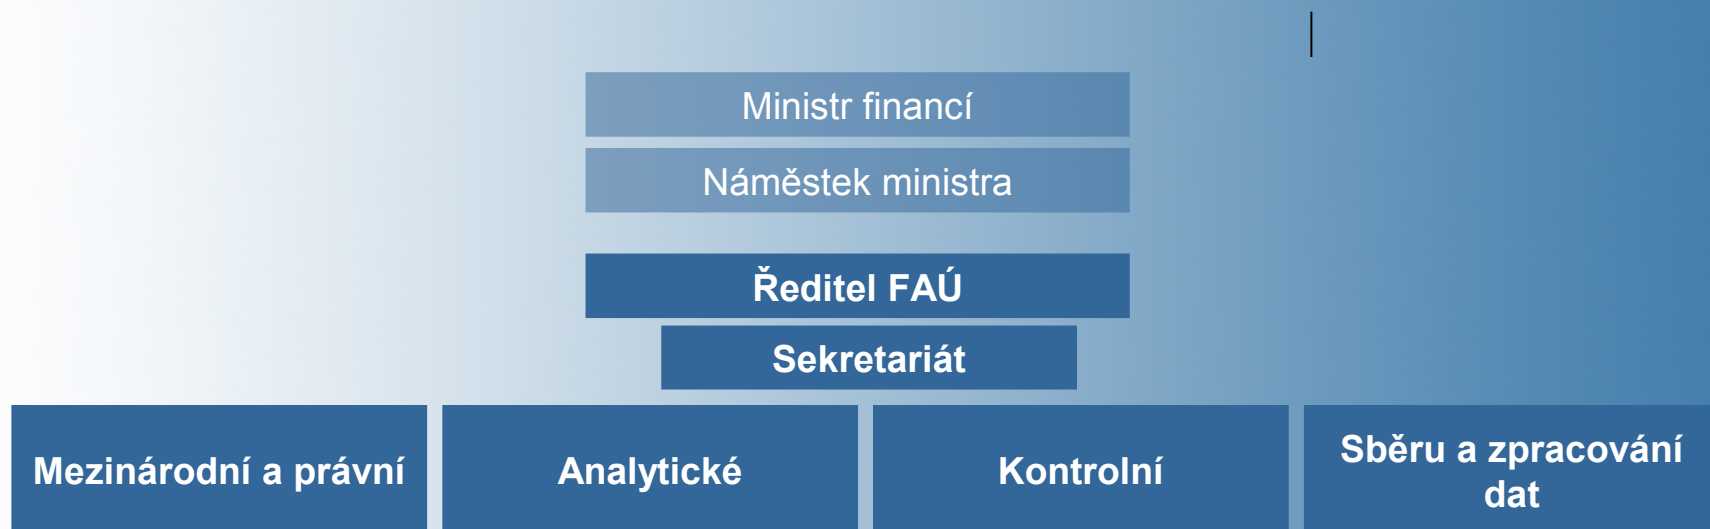 Ministr financí
Náměstek ministra
Ředitel FAÚ
Sekretariát
Mezinárodní a právní
Analytické
Kontrolní
Sběru a zpracování
dat